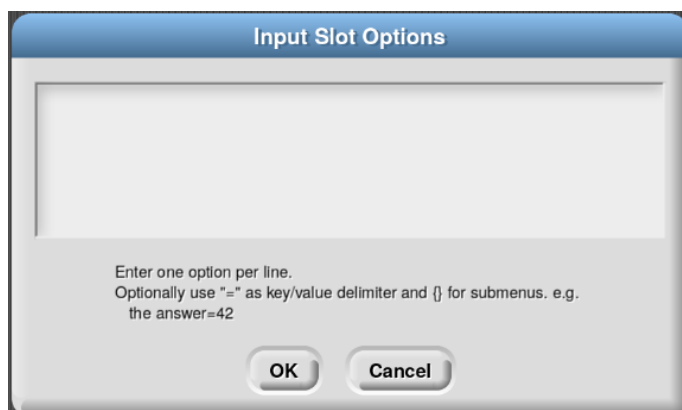 Input Slot Options
Enter one option per line.
Optionally use "=" as key/value delimiter and {} for submenus. e.g.
the answer=42
OK Cancel